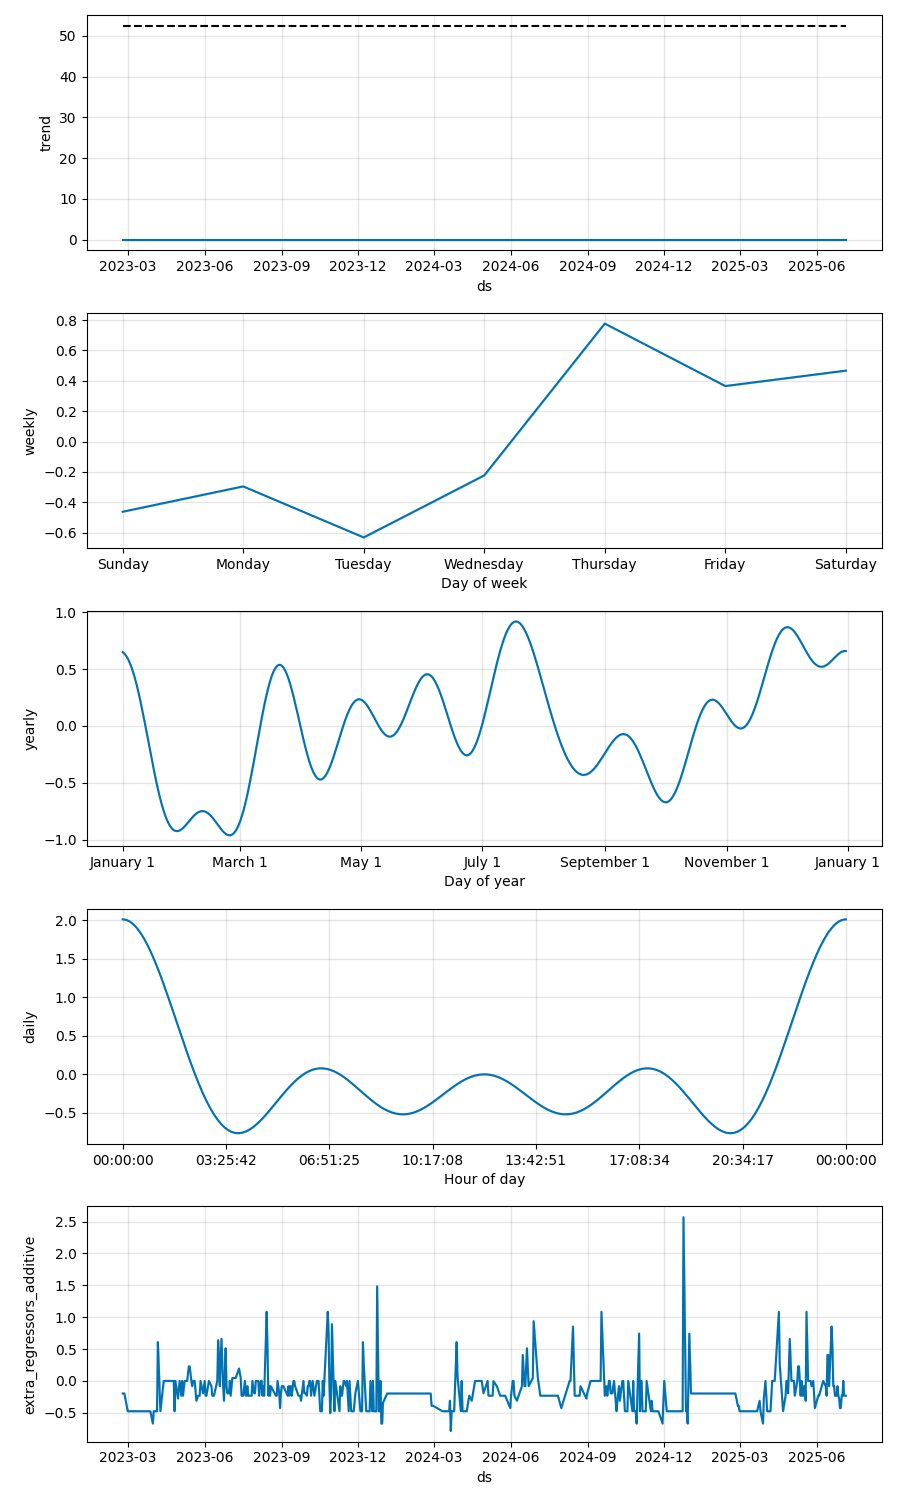 50
40
30
20
10
0
trend
2023-03 2023-06 2023-09 2023-12 2024-03 2024-06 2024-09 2024-12 2025-03 2025-06
ds
0.8
0.6
0.4
0.2
0.0
−0.2
−0.4
−0.6
weekly
Sunday Monday Tuesday Wednesday Thursday Friday Saturday
Day of week
1.0
0.5
0.0
−0.5
−1.0
yearly
January 1 March 1 May 1 July 1 September 1 November 1 January 1
Day of year
2.0
1.5
1.0
0.5
0.0
−0.5
daily
00:00:00 03:25:42 06:51:25 10:17:08 13:42:51 17:08:34 20:34:17 00:00:00
Hour of day
2.5
2.0
1.5
1.0
0.5
0.0
−0.5
extra_regressors_additive
2023-03 2023-06 2023-09 2023-12 2024-03 2024-06 2024-09 2024-12 2025-03 2025-06
ds